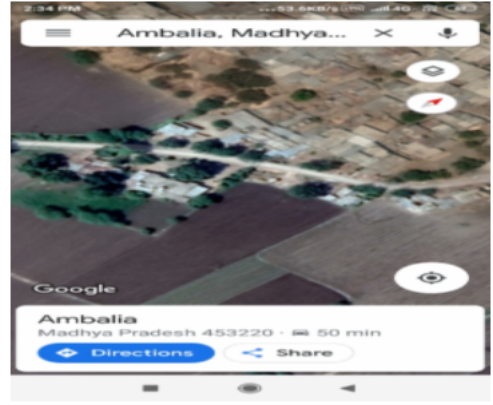 2:34 PM
Ambalia, Madhya...
Google
Ambalia
Madhya Pradesh 453220 · 50 min
Directions
Share